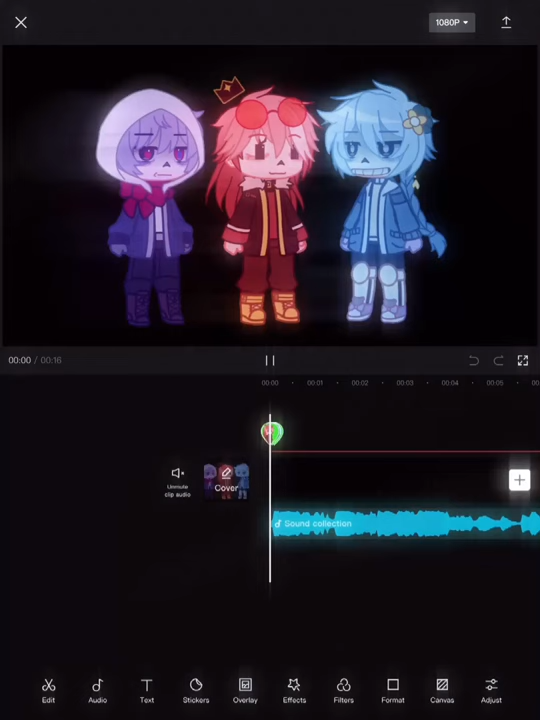 1080P
00:00 / 00:16
00:00 00:01 00:02 00:03 00:04 00:05 00
Unmute
clip audio
Cover
Sound collection
Edit Audio Text Stickers Overlay Effects Filters Format Canvas Adjust